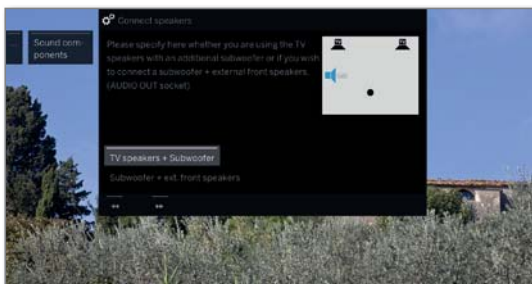 Connect speakers
Sound com-
ponents
Please specify here whether you are using the TV
speakers with an additional subwoofer or if you wish
to connect a subwoofer + external front speakers.
(AUDIO OUT socket)
TV speakers + Subwoofer
Subwoofer + ext. front speakers